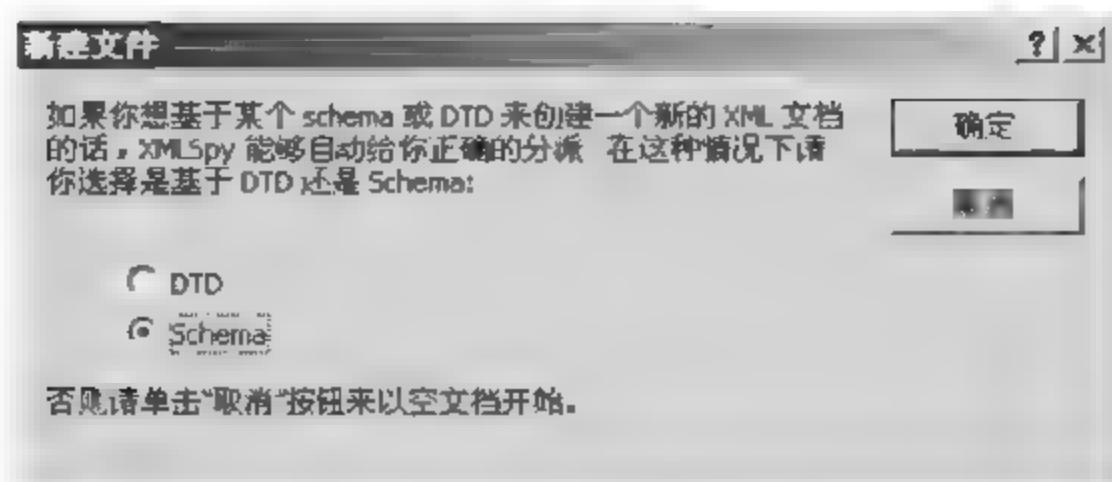 新建文件
如果你想基于某个 schema 或 DTD 来创建一个新的 XML 文档
的话，XMLSpy 能够自动给你正确的分派 在这种情况下请
你选择是基于 DTD 还是 Schema:
确定
DTD
Schema
否则请单击"取消"按钮来以空文档开始。